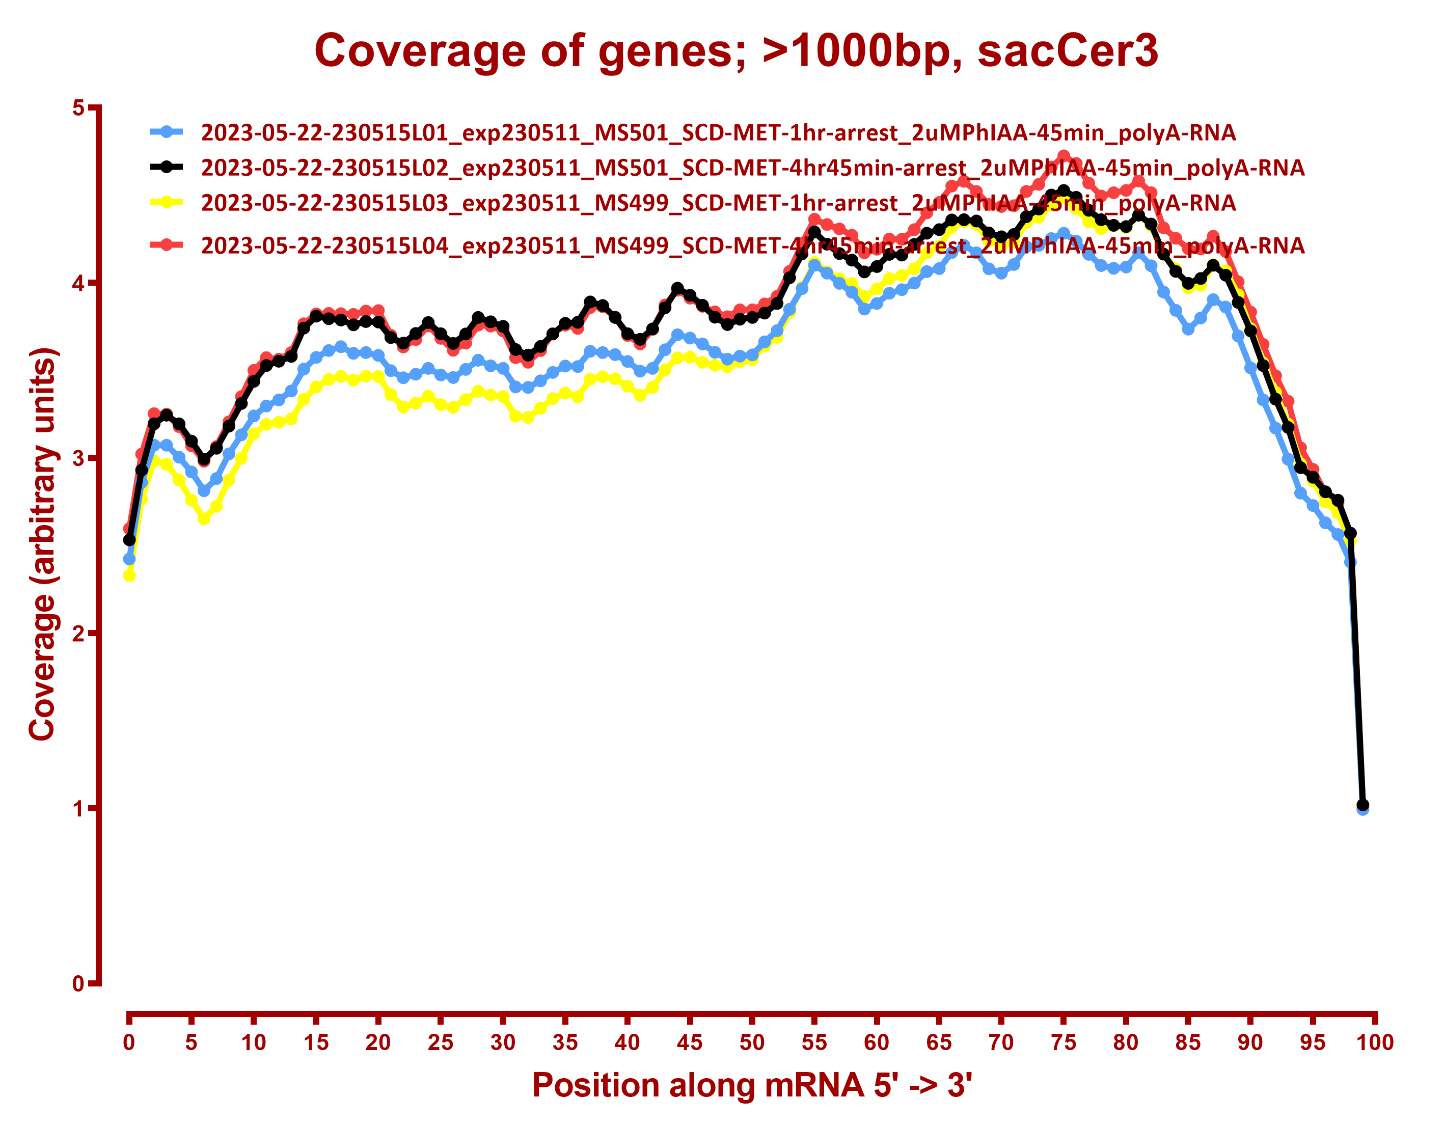 Coverage of genes; >1000bp, sacCer3
5
2023-05-22-230515L01_exp230511_MS501_SCD-MET-1hr-arrest_2uMPhIAA-45min_polyA-RNA
2023-05-22-230515L02_exp230511_MS501_SCD-MET-4hr45min-arrest_2uMPhIAA-45min_polyA-RNA
2023-05-22-230515L03_exp230511_MS499_SCD-MET-1hr-arrest_2uMPhIAA-45min_polyA-RNA
2023-05-22-230515L04_exp230511_MS499_SCD-MET-4hr45min-arrest_2uMPhIAA-45min_polyA-RNA
4
3
Coverage (arbitrary units)
2
1
0
0 5 10 15 20 25 30 35 40 45 50 55 60 65 70 75 80 85 90 95 100
Position along mRNA 5' -> 3'